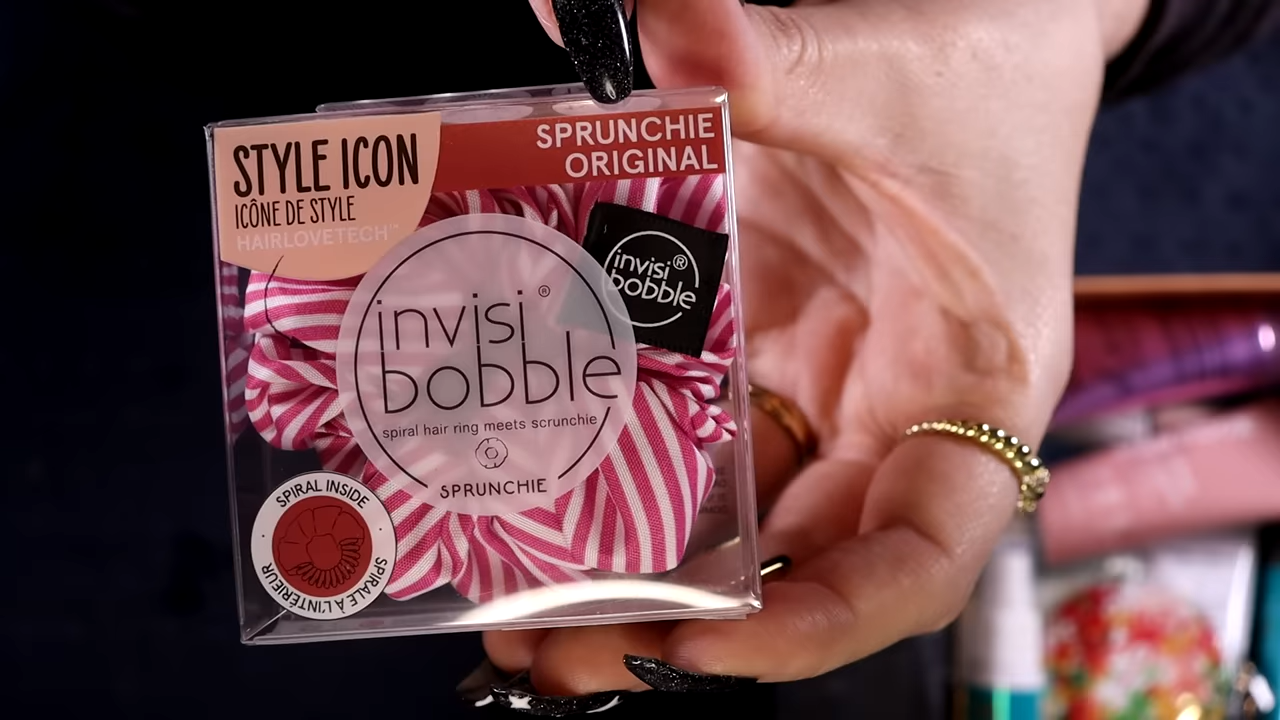 STYLE ICON
ICÔNE DE STYLE
HAIRLOVETECH™
SPRUNCHIE
ORIGINAL
invisi®
bobble
invisi®
bobble
spiral hair ring meets scrunchie
SPRUNCHIE
SPIRAL INSIDE
SPIRALE À L'INTÉRIEUR